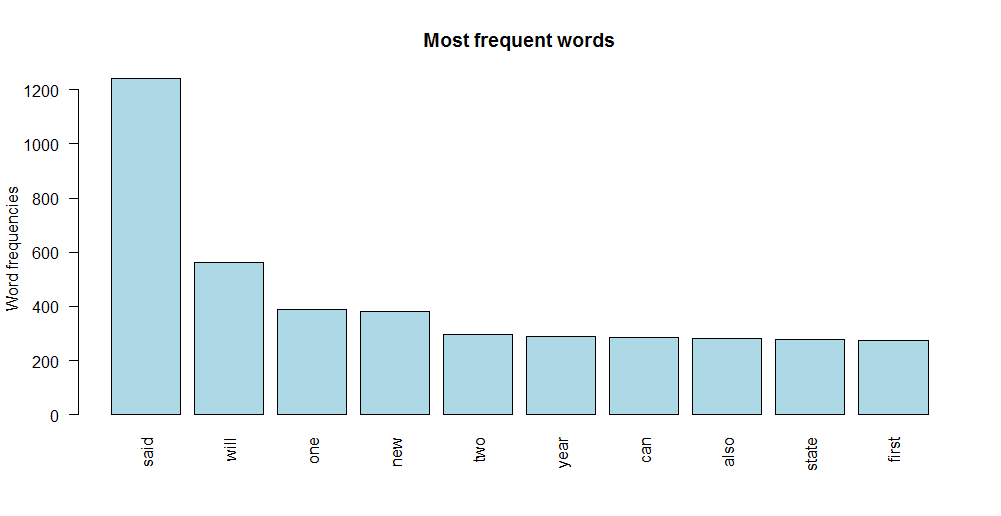 Most frequent words
Word frequencies
1200
1000
800
600
400
200
0
said
will
one
new
two
year
can
also
state
first